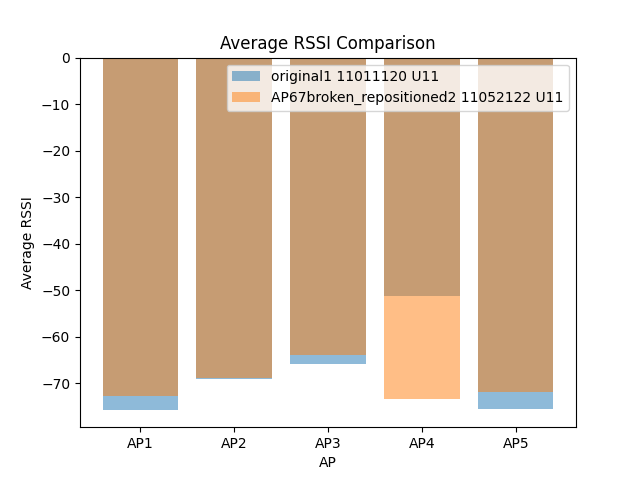 Average RSSI Comparison
original1 11011120 U11
AP67broken_repositioned2 11052122 U11
0
−10
−20
−30
−40
−50
−60
−70
Average RSSI
AP1 AP2 AP3 AP4 AP5
AP